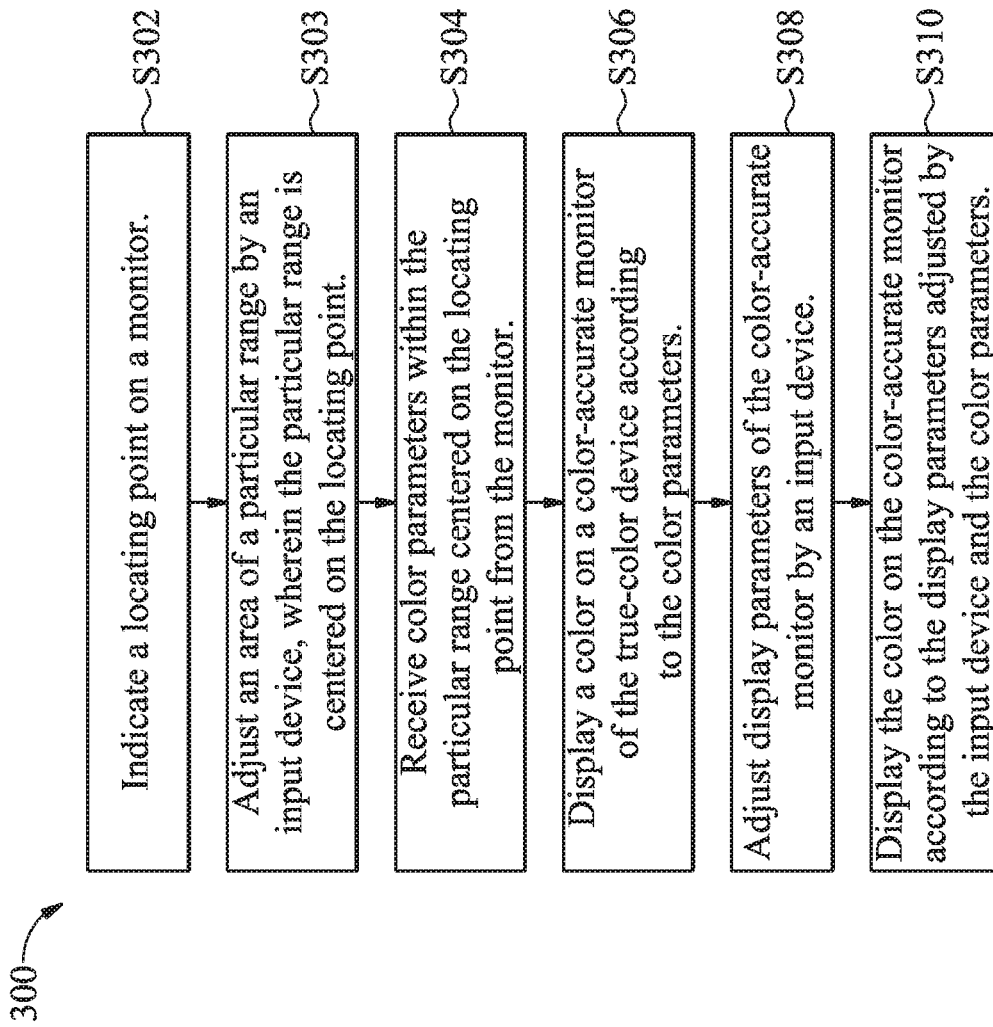 300
Indicate a locating point on a monitor.
S302
Adjust an area of a particular range by an
input device, wherein the particular range is
centered on the locating point.
S303
Receive color parameters within the
particular range centered on the locating
point from the monitor.
S304
Display a color on a color-accurate monitor
of the true-color device according
to the color parameters.
S306
Adjust display parameters of the color-accurate
monitor by an input device.
S308
Display the color on the color-accurate monitor
according to the display parameters adjusted by
the input device and the color parameters.
S310